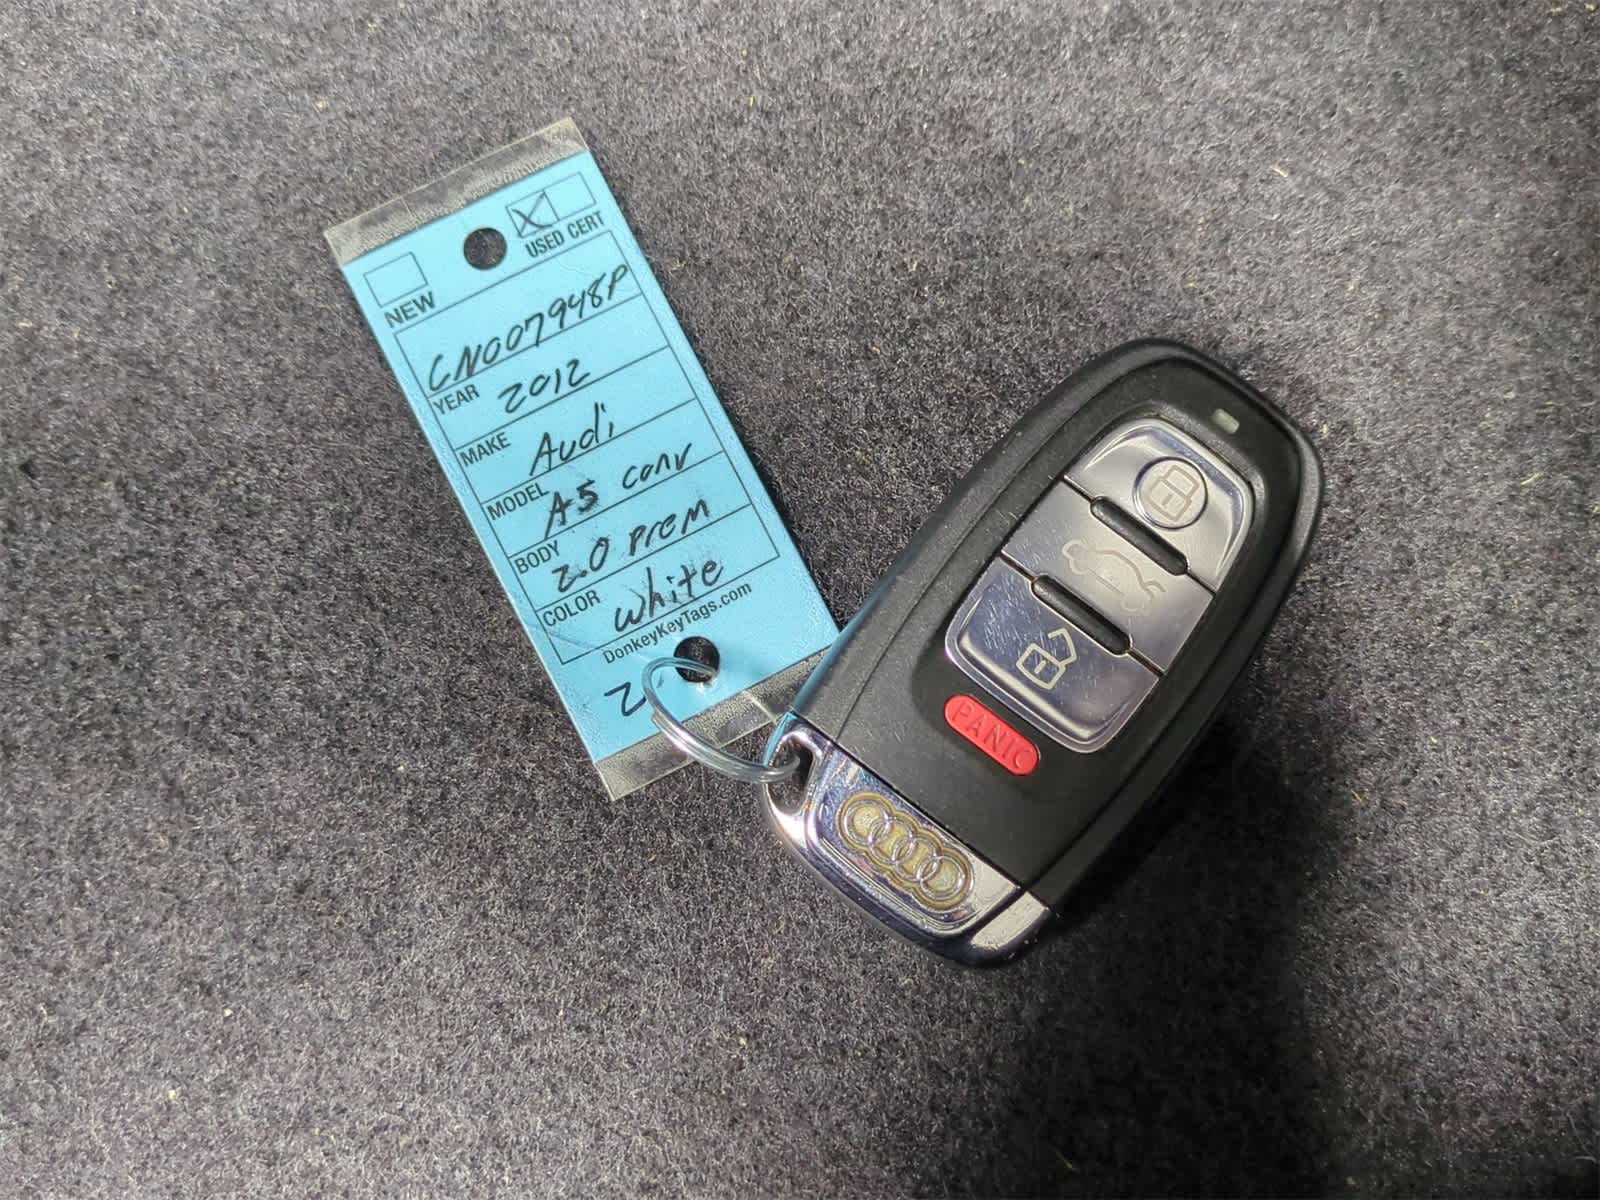 USED CERT
NEW
CN007948P
YEAR 2012
MAKE Audi
MODEL A5 conv
BODY 2.0 prem
COLOR white
DonkeyKeyTags.com
PANIC